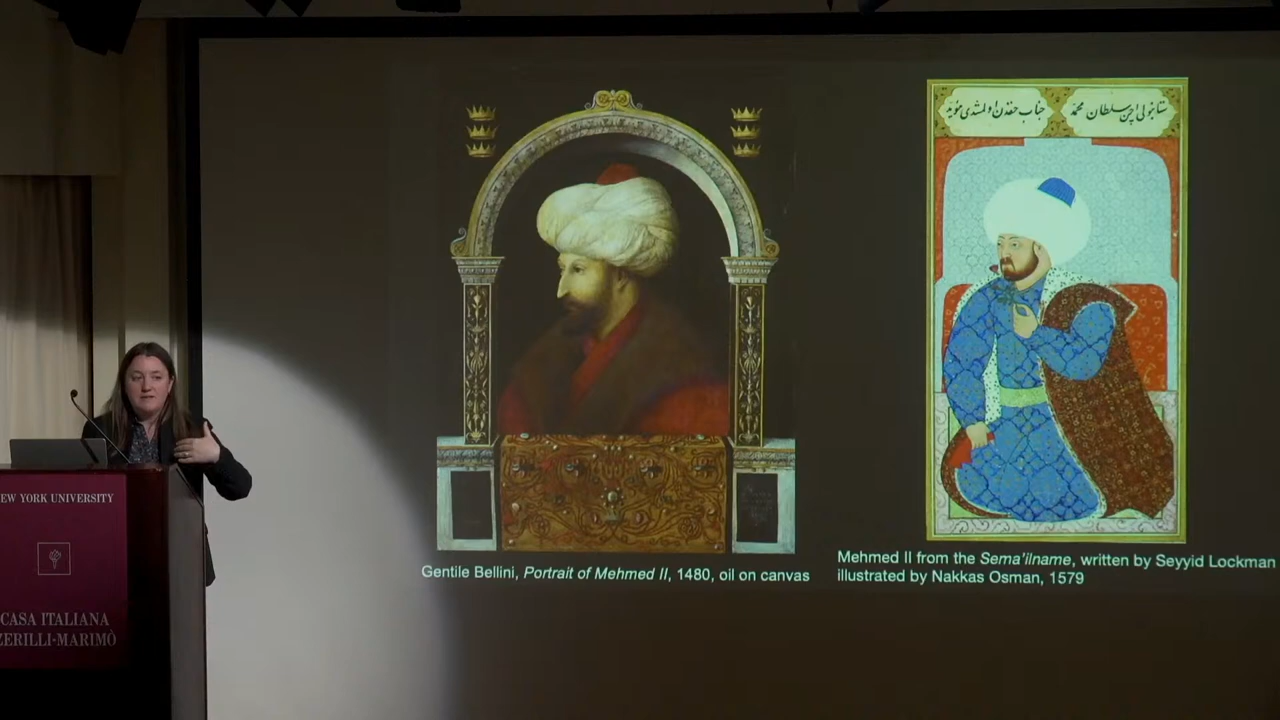 EW YORK UNIVERSITY
CASA ITALIANA
ZERILLI-MARIMÒ
Gentile Bellini, Portrait of Mehmed II, 1480, oil on canvas
Mehmed II from the Sema'ilname, written by Seyyid Lockman
illustrated by Nakkas Osman, 1579